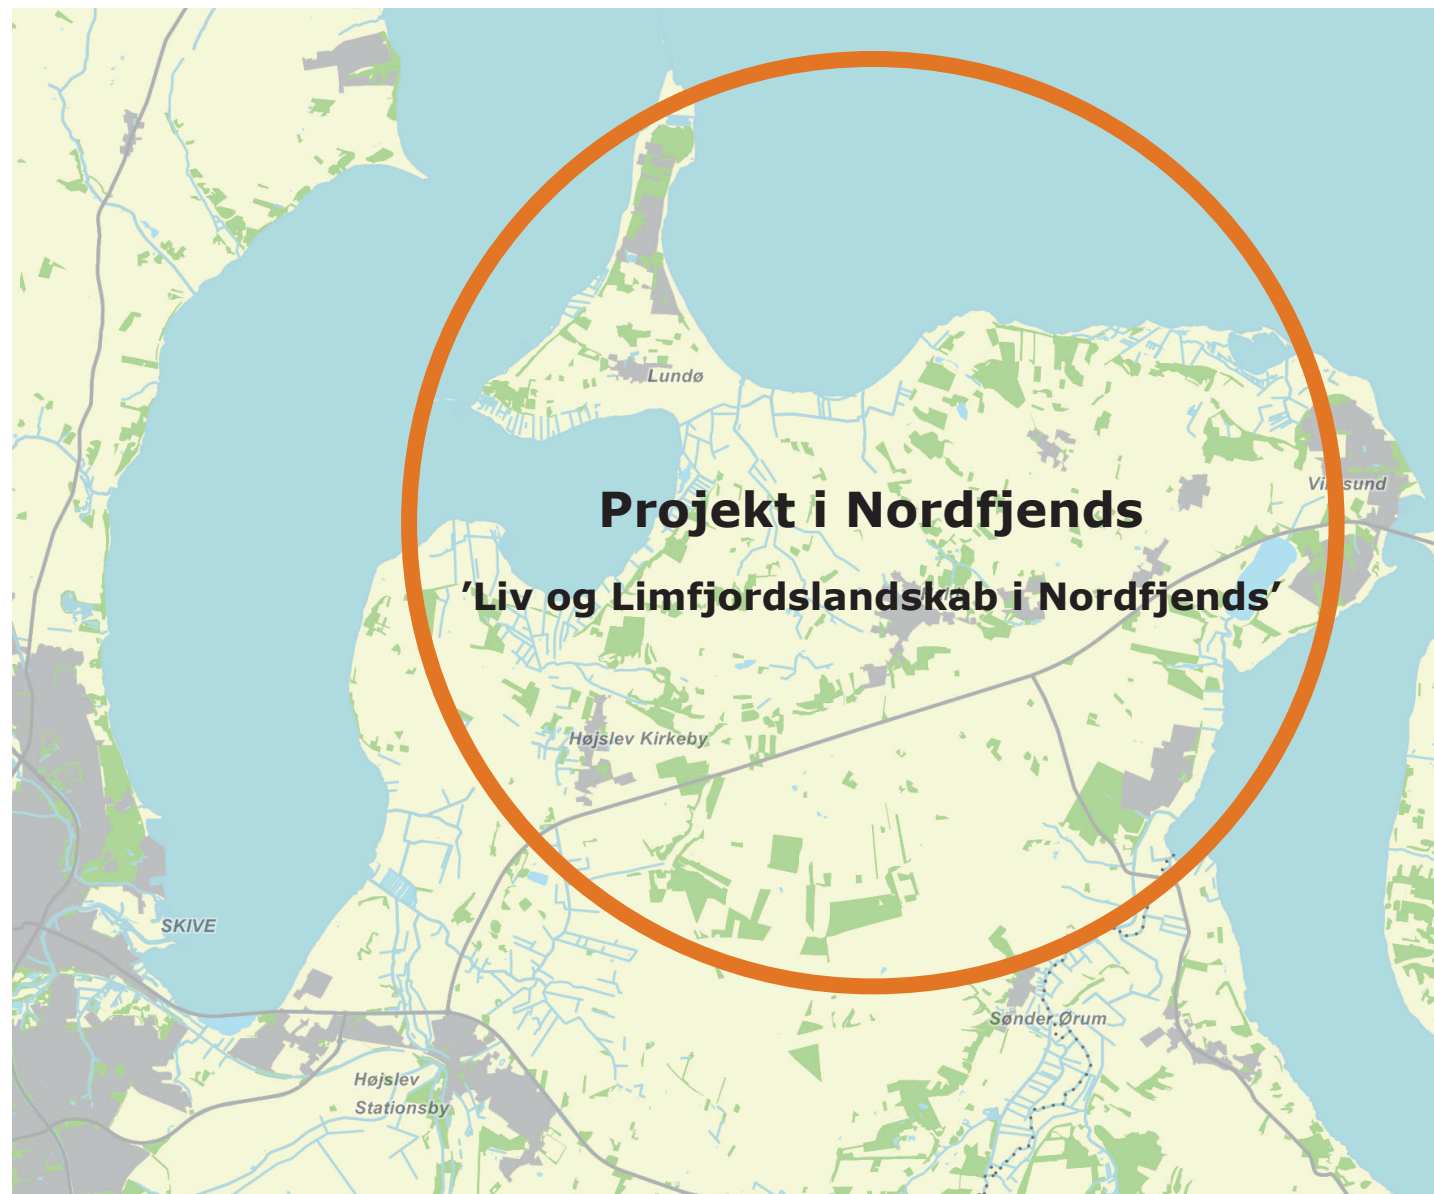 Lundø
Projekt i Nordfjends
’Liv og Limfjordslandskab i Nordfjends’
Højslev Kirkeby
SKIVE
Sønder Ørum
Højslev
Stationsby